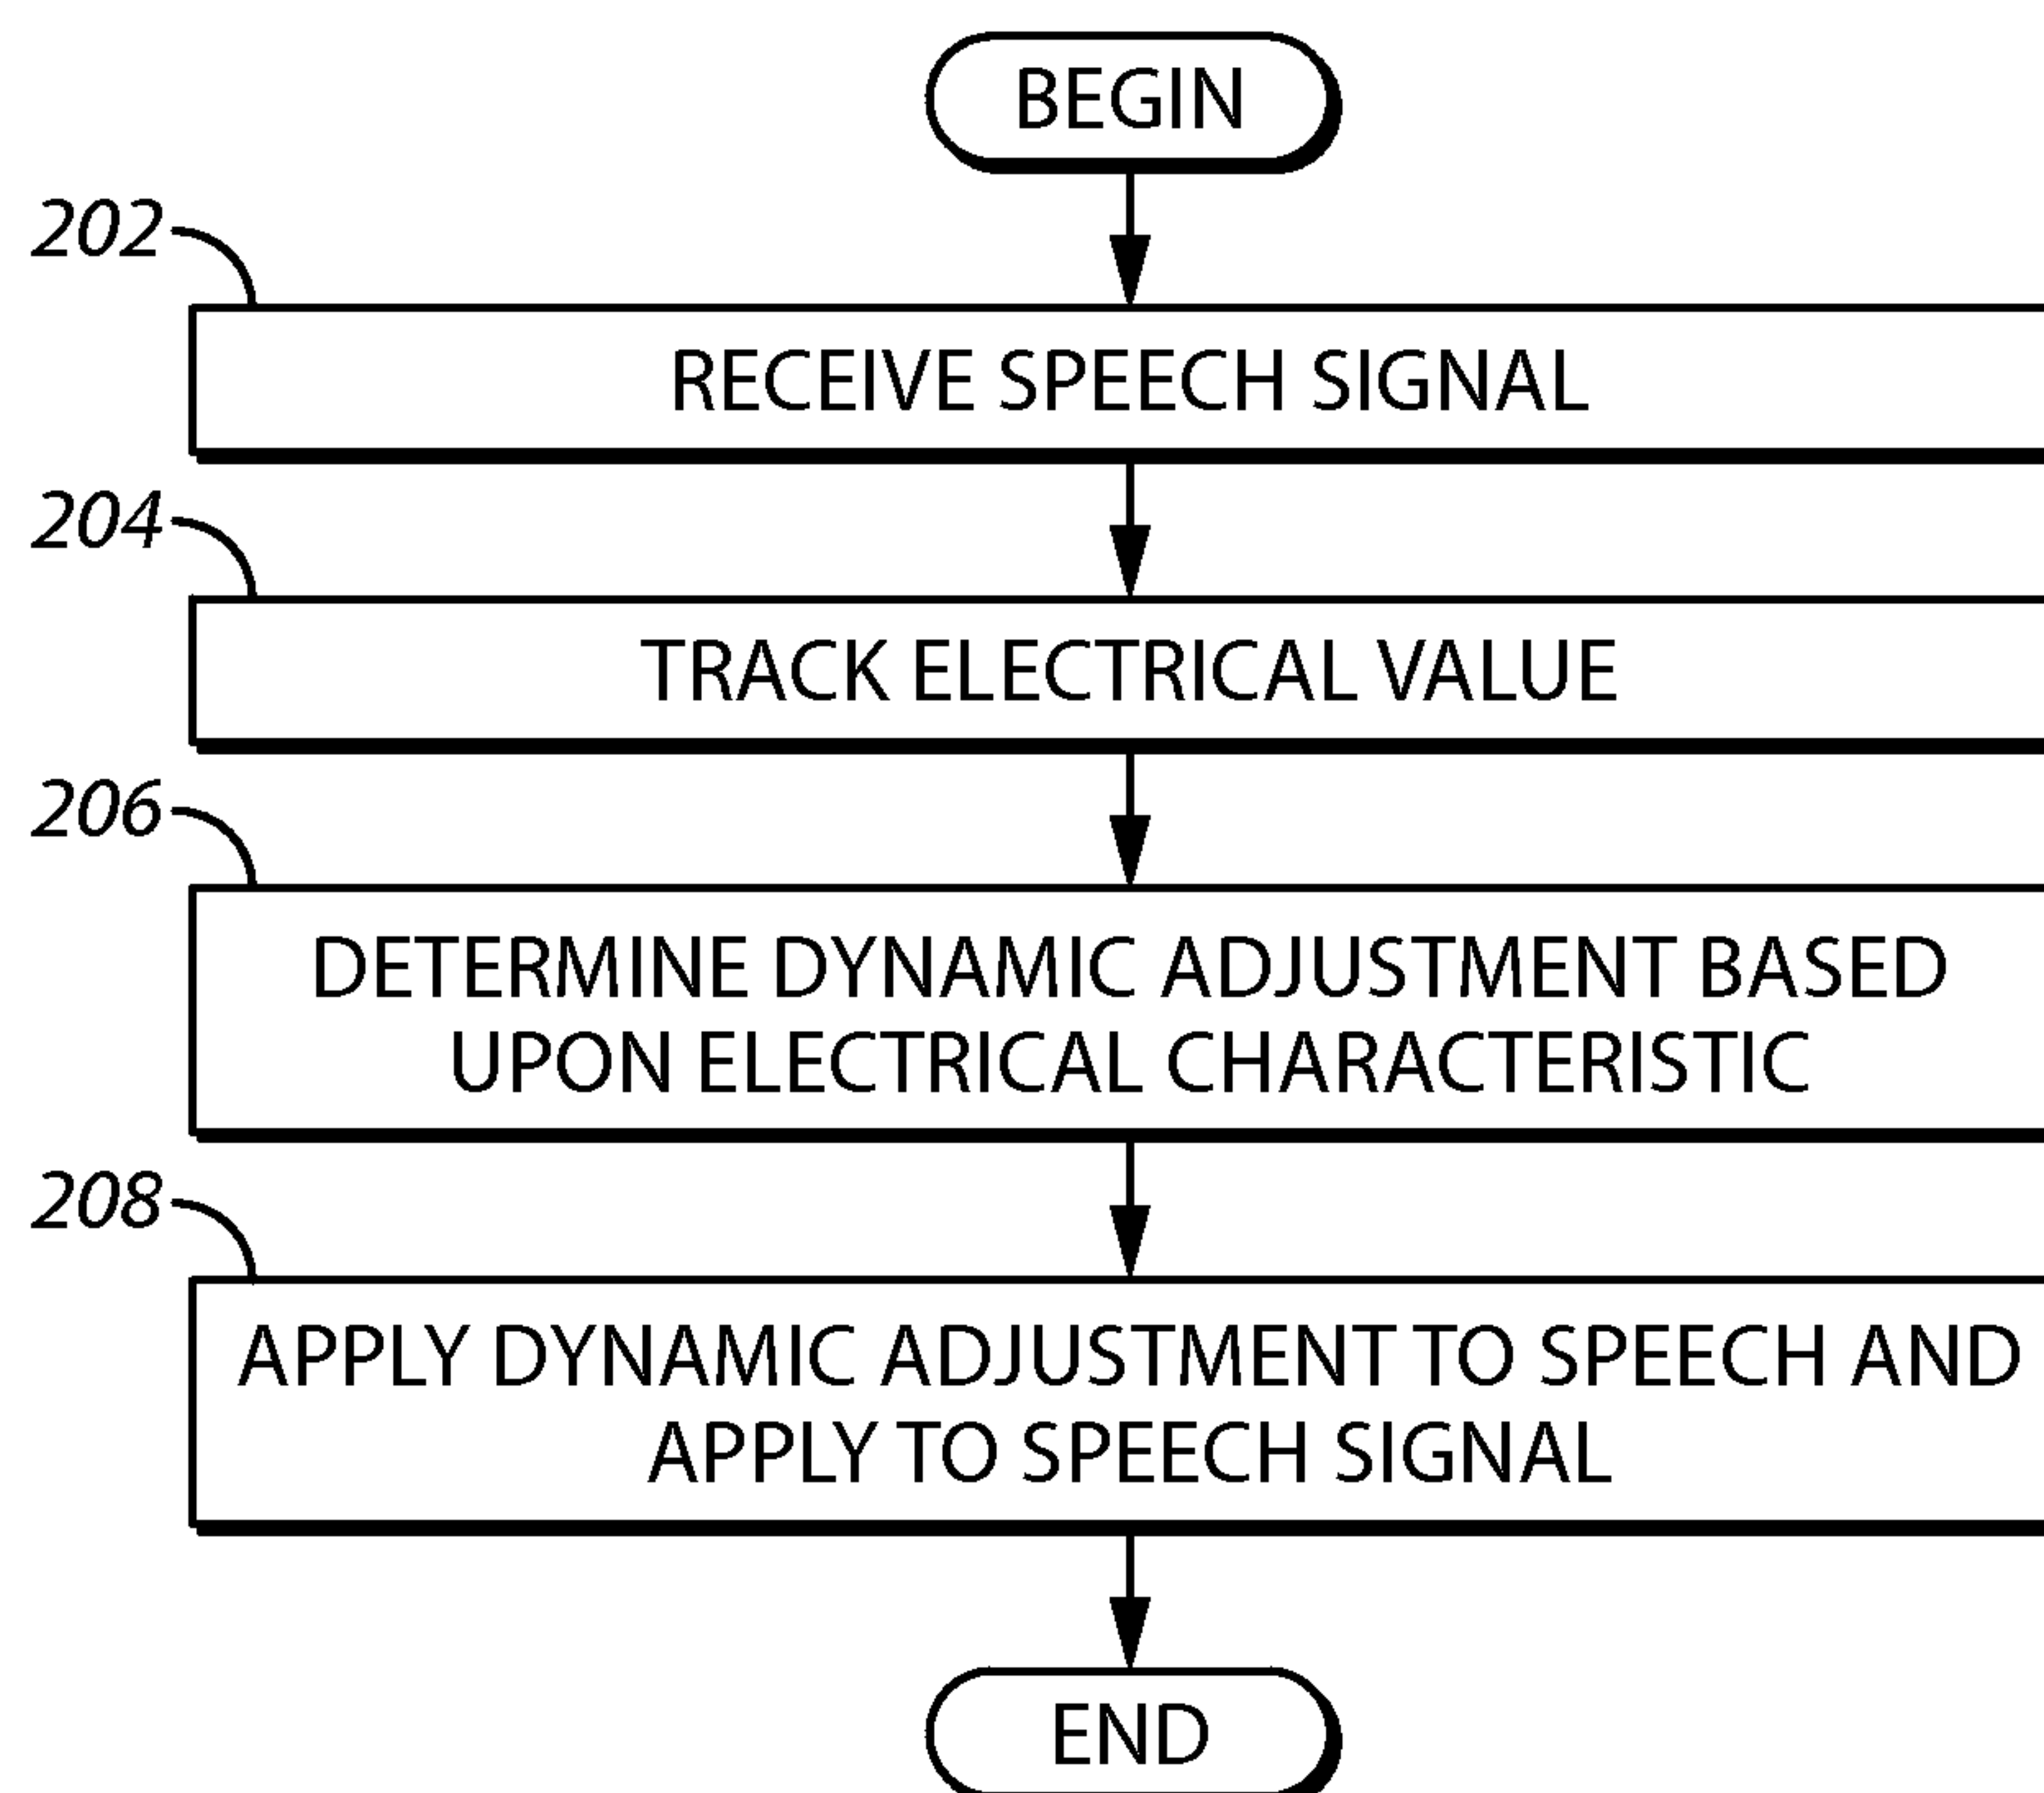 BEGIN
202
RECEIVE SPEECH SIGNAL
204
TRACK ELECTRICAL VALUE
206
DETERMINE DYNAMIC ADJUSTMENT BASED
UPON ELECTRICAL CHARACTERISTIC
208
APPLY DYNAMIC ADJUSTMENT TO SPEECH AND
APPLY TO SPEECH SIGNAL
END